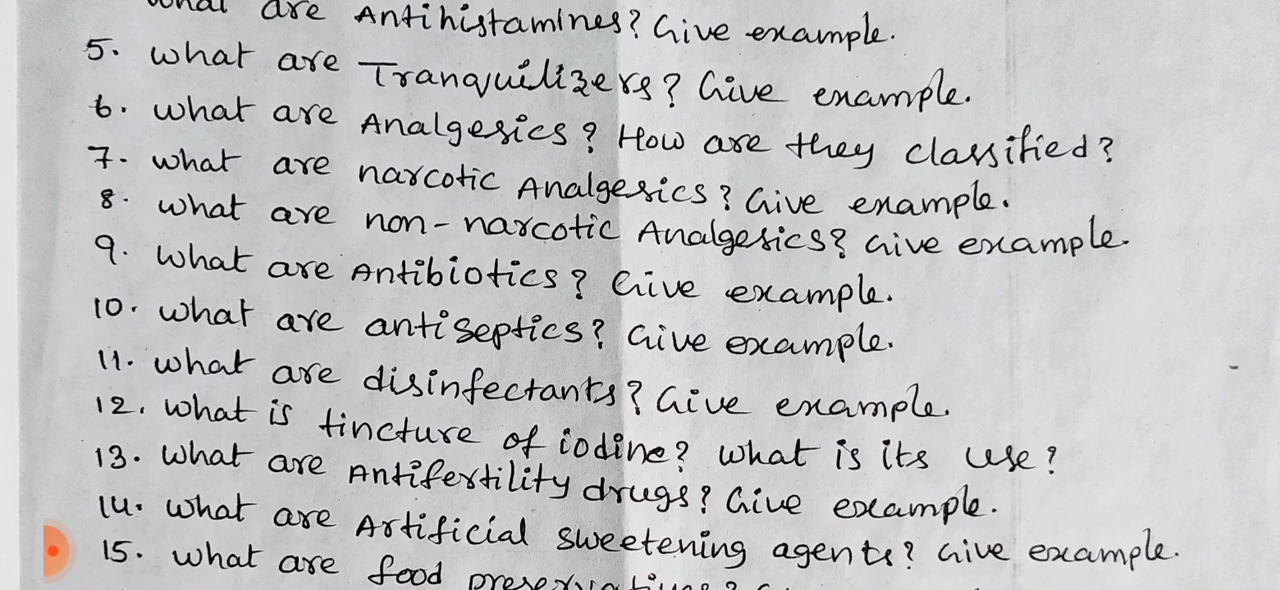 are Antihistamines? Give example.
5. what are Tranquilizers? Give example.
6. what are Analgesics? How are they classified?
7. what are narcotic Analgesics? Give example.
8. what are non-narcotic Analgesics? Give example.
9. what are Antibiotics? Give example.
10. what are antiseptics? Give example.
11. what are disinfectants? Give example.
12. what is tincture of iodine? what is its use?
13. what are Antifertility drugs? Give example.
14. what are Artificial sweetening agents? Give example.
15. what are food preservatives?